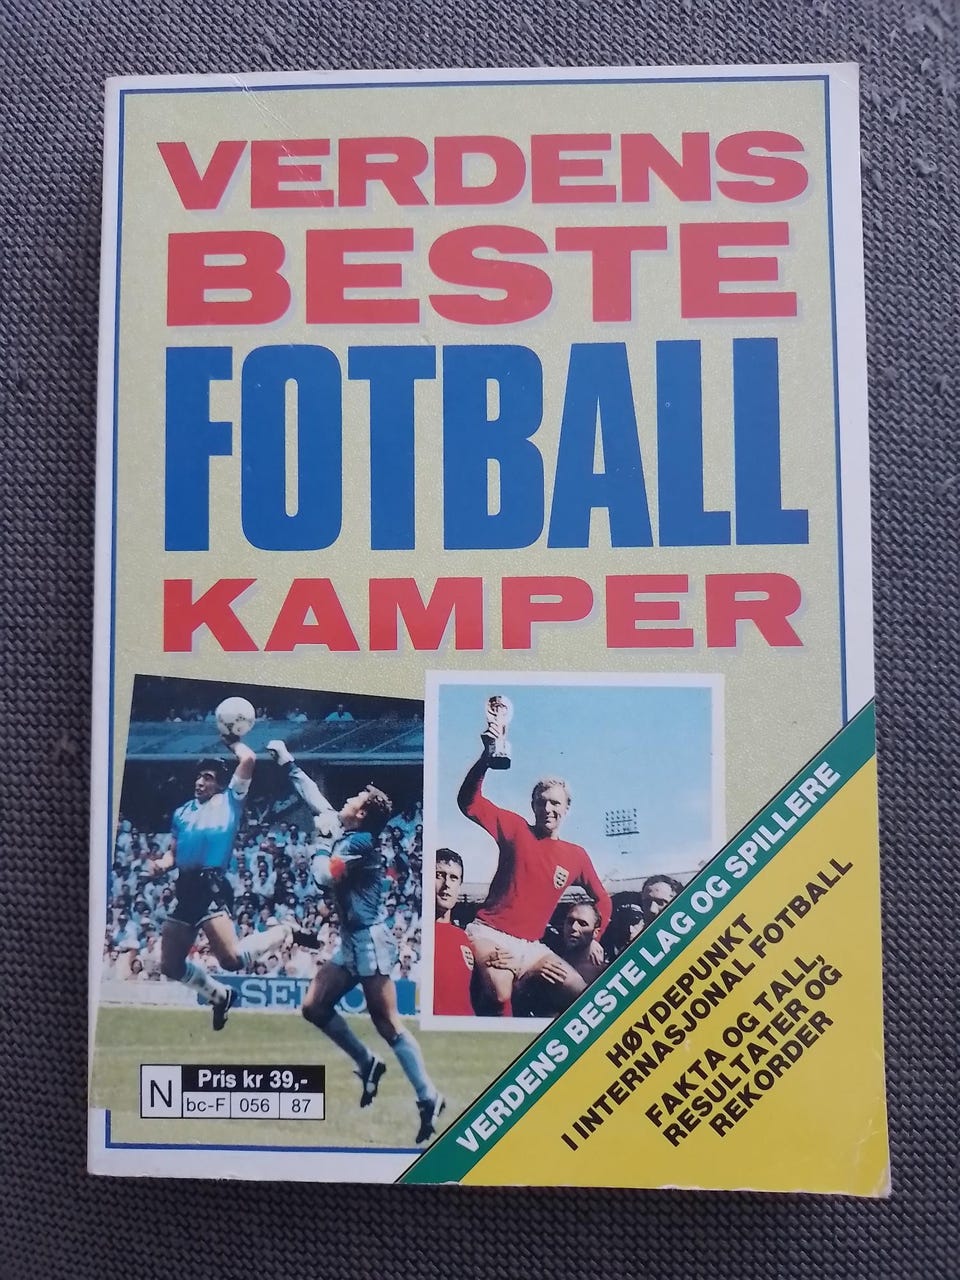 VERDENS
BESTE
FOTBALL
KAMPER
SEIKO
N
Pris kr 39,-
bc-F 056 87
VERDENS BESTE LAG OG SPILLERE
HØYDEPUNKT
I INTERNASJONAL FOTBALL
FAKTA OG TALL,
RESULTATER OG
REKORDER